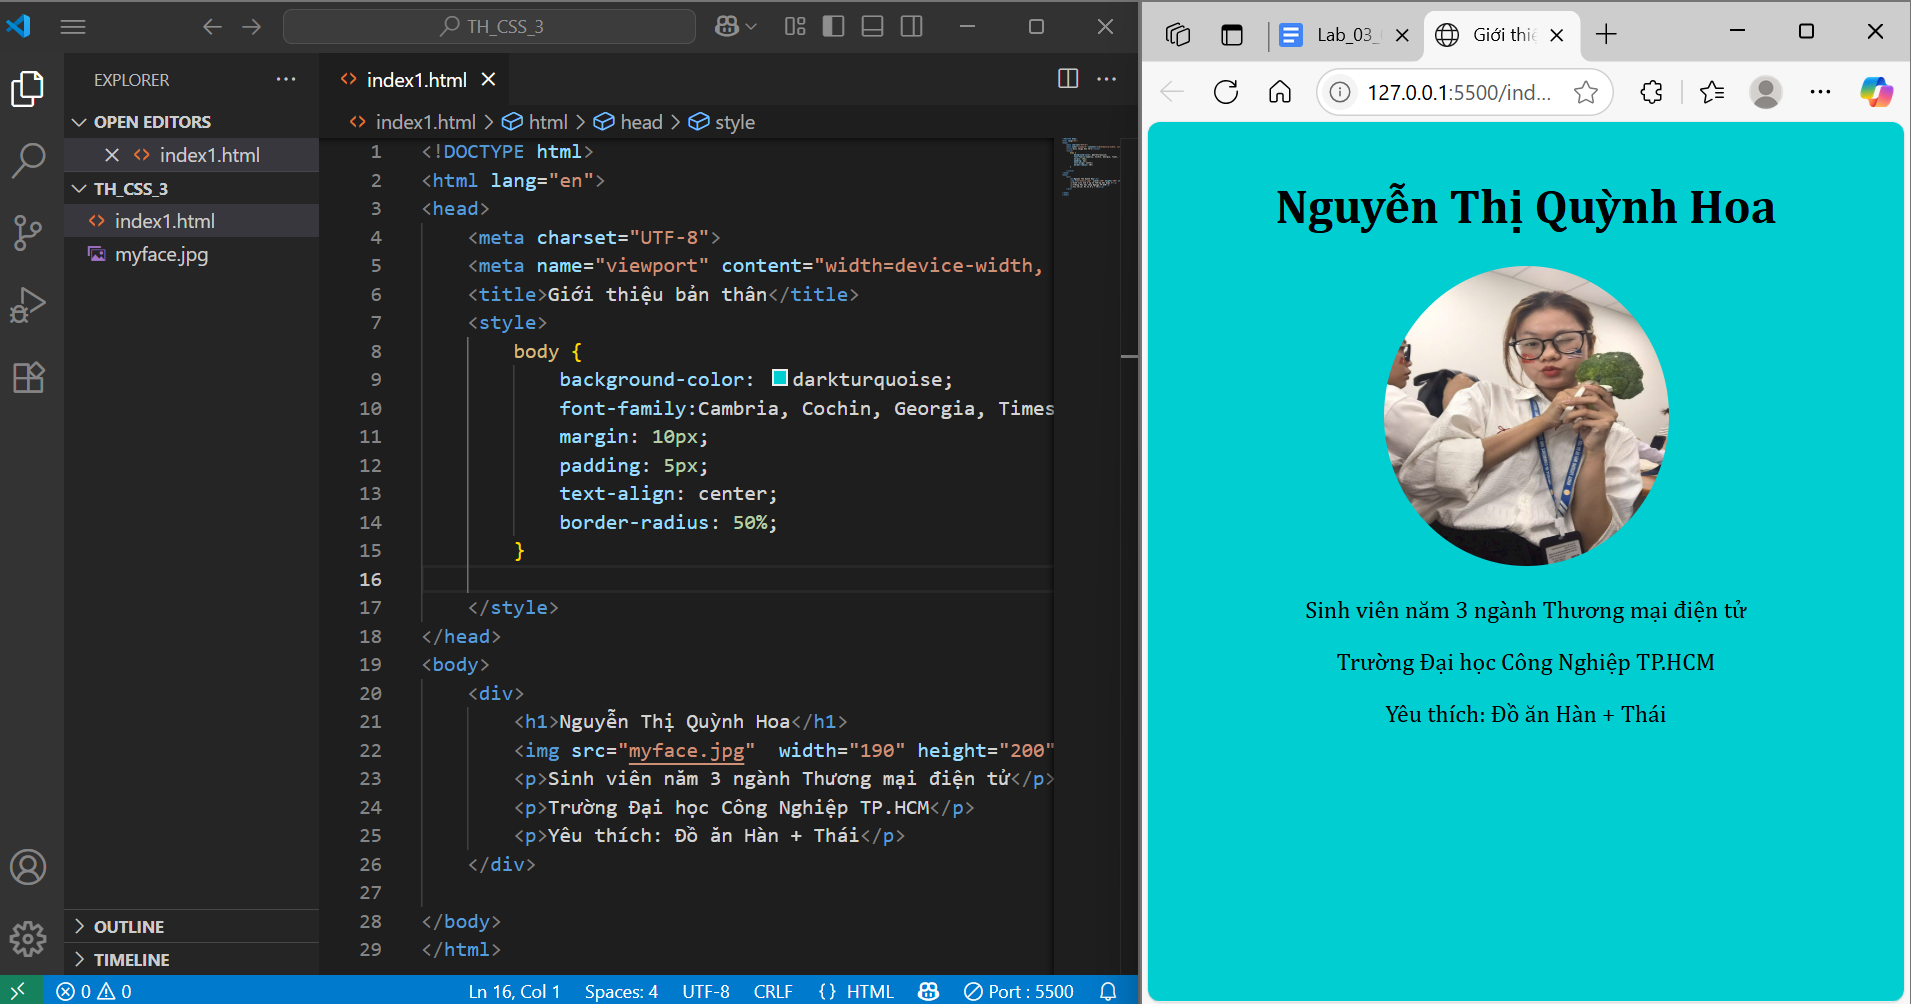 TH_CSS_3
EXPLORER
OPEN EDITORS
index1.html
TH_CSS_3
index1.html
myface.jpg
OUTLINE
TIMELINE
index1.html
index1.html > html > head > style
1 <!DOCTYPE html>
2 <html lang="en">
3 <head>
4 <meta charset="UTF-8">
5 <meta name="viewport" content="width=device-width,
6 <title>Giới thiệu bản thân</title>
7 <style>
8 body {
9 background-color: darkturquoise;
10 font-family:Cambria, Cochin, Georgia, Times
11 margin: 10px;
12 padding: 5px;
13 text-align: center;
14 border-radius: 50%;
15 }
16
17 </style>
18 </head>
19 <body>
20 <div>
21 <h1>Nguyễn Thị Quỳnh Hoa</h1>
22 <img src="myface.jpg"  width="190" height="200"
23 <p>Sinh viên năm 3 ngành Thương mại điện tử</p>
24 <p>Trường Đại học Công Nghiệp TP.HCM</p>
25 <p>Yêu thích: Đồ ăn Hàn + Thái</p>
26 </div>
27
28 </body>
29 </html>
0 0 Ln 16, Col 1 Spaces: 4 UTF-8 CRLF {} HTML Port : 5500
Lab_03_ Giới thiệ
127.0.0.1:5500/ind...
Nguyễn Thị Quỳnh Hoa
Sinh viên năm 3 ngành Thương mại điện tử
Trường Đại học Công Nghiệp TP.HCM
Yêu thích: Đồ ăn Hàn + Thái